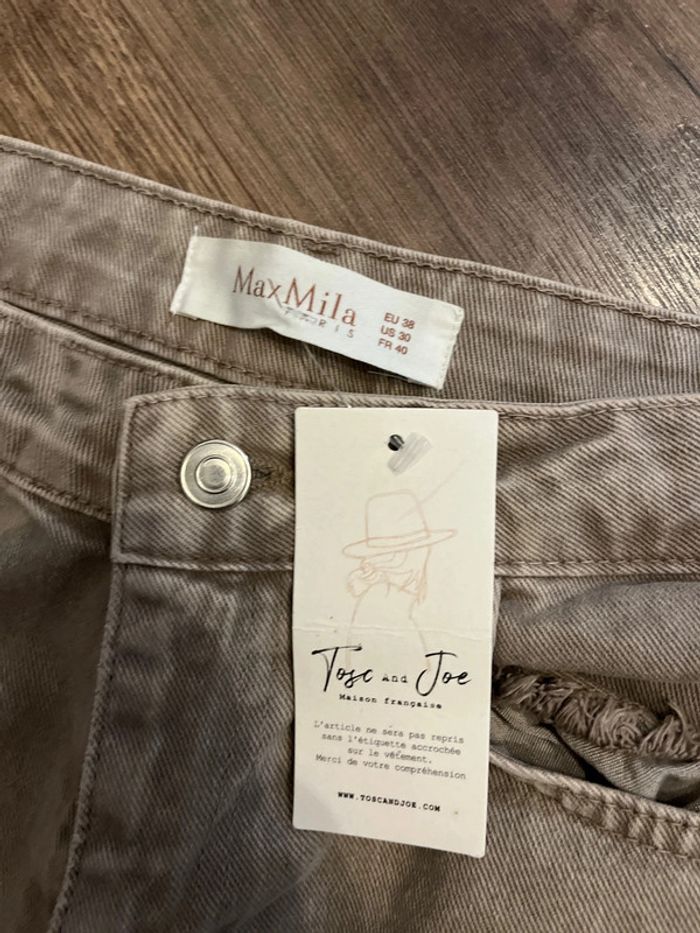 MaxMila
PARIS
EU 38
US 30
FR 40
Tosc And Joe
Maison française
L'article ne sera pas repris
sans l'étiquette accrochée
sur le vêtement.
Merci de votre compréhension
WWW.TOSCANDJOE.COM